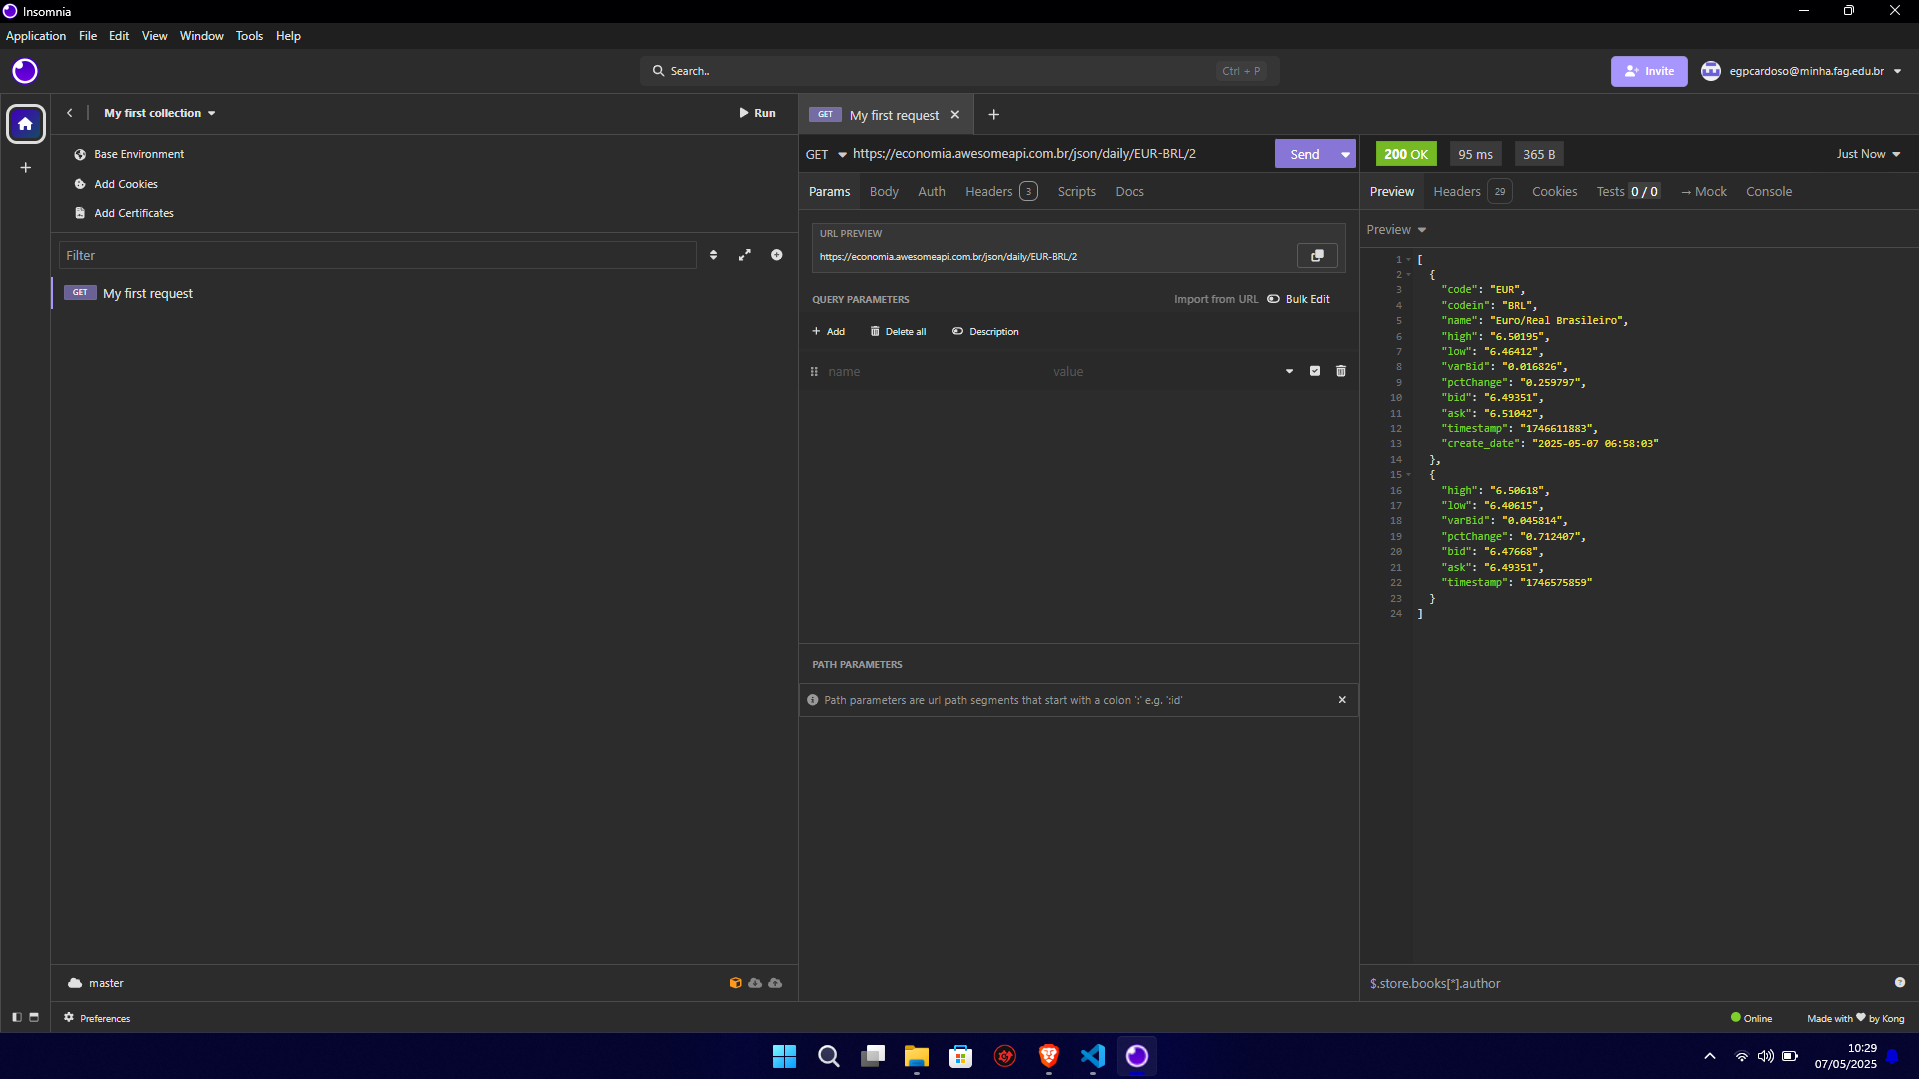 Insomnia
Application File Edit View Window Tools Help
Search.. Ctrl + P
Invite egpcardoso@minha.fag.edu.br
My first collection Run
Base Environment
Add Cookies
Add Certificates
Filter
GET My first request
master
GET My first request
GET https://economia.awesomeapi.com.br/json/daily/EUR-BRL/2 Send
Params Body Auth Headers 3 Scripts Docs
URL PREVIEW
https://economia.awesomeapi.com.br/json/daily/EUR-BRL/2
QUERY PARAMETERS Import from URL Bulk Edit
Add Delete all Description
name value
PATH PARAMETERS
Path parameters are url path segments that start with a colon ':' e.g. ':id'
200 OK 95 ms 365 B Just Now
Preview Headers 29 Cookies Tests 0 / 0 → Mock Console
Preview
1 [
2 {
3 "code": "EUR",
4 "codein": "BRL",
5 "name": "Euro/Real Brasileiro",
6 "high": "6.50195",
7 "low": "6.46412",
8 "varBid": "0.016826",
9 "pctChange": "0.259797",
10 "bid": "6.49351",
11 "ask": "6.51042",
12 "timestamp": "1746611883",
13 "create_date": "2025-05-07 06:58:03"
14 },
15 {
16 "high": "6.50618",
17 "low": "6.40615",
18 "varBid": "0.045814",
19 "pctChange": "0.712407",
20 "bid": "6.47668",
21 "ask": "6.49351",
22 "timestamp": "1746575859"
23 }
24 ]
$.store.books[*].author
Preferences Online Made with ❤ by Kong
10:29
07/05/2025